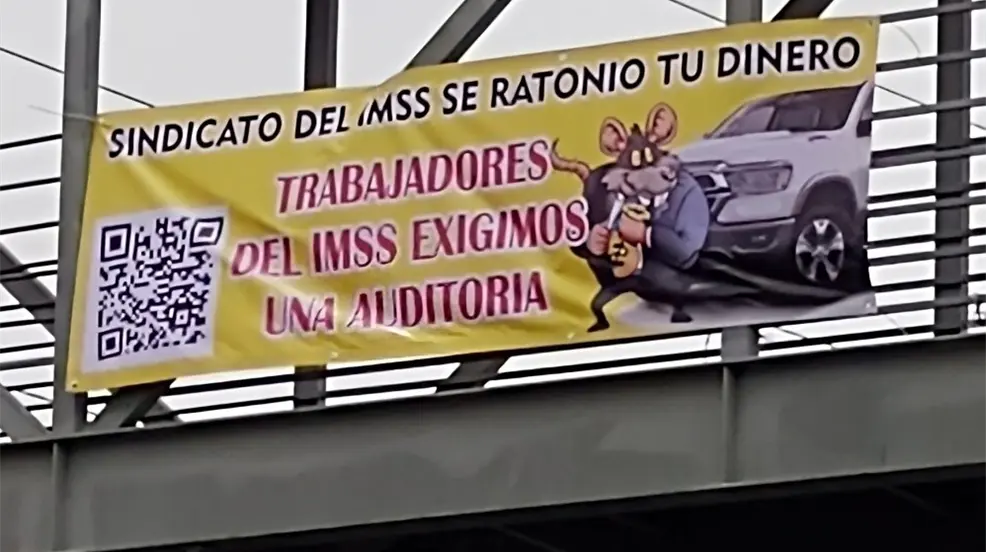 SINDICATO DEL IMSS SE RATONIO TU DINERO
TRABAJADORES
DEL IMSS EXIGIMOS
UNA AUDITORIA